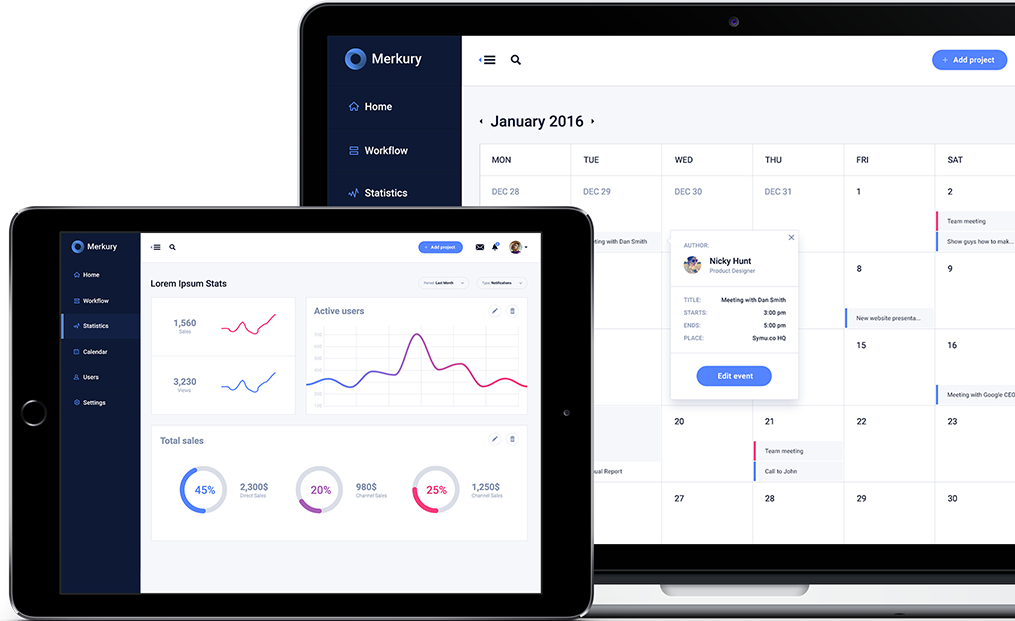 Merkury
Home
Workflow
Statistics
+ Add project
January 2016
MON TUE WED THU FRI SAT
DEC 28 DEC 29 DEC 30 DEC 31 1 2
Team meeting
Show guys how to mak...
eting with Dan Smith
AUTHOR:
Nicky Hunt
Product Designer
TITLE: Meeting with Dan Smith
STARTS: 3:00 pm
ENDS: 5:00 pm
PLACE: Symu.co HQ
Edit event
8 9
New website presenta...
15 16
Meeting with Google CEO
20 21 22 23
Team meeting
Call to John
ual Report
27 28 29 30
Merkury
Home
Workflow
Statistics
Calendar
Users
Settings
+ Add project
Lorem Ipsum Stats
Period: Last Month
Type: Notifications
1,560
Sales
3,230
Views
Active users
Total sales
45% 2,300$
Direct Sales
20% 980$
Channel Sales
25% 1,250$
Channel Sales